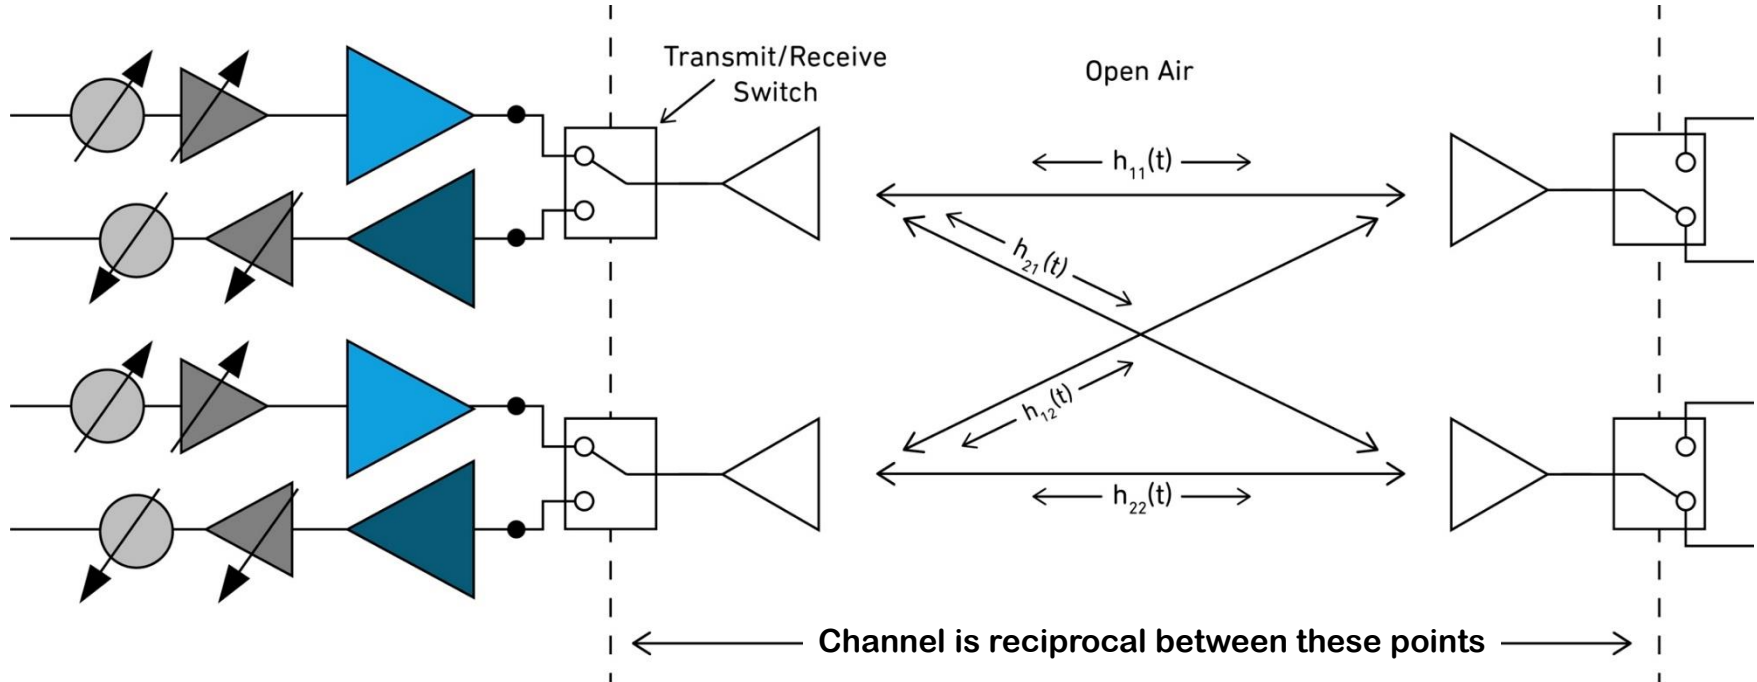 Transmit/Receive
Switch
Open Air
h11(t)
h21(t)
h12(t)
h22(t)
Channel is reciprocal between these points